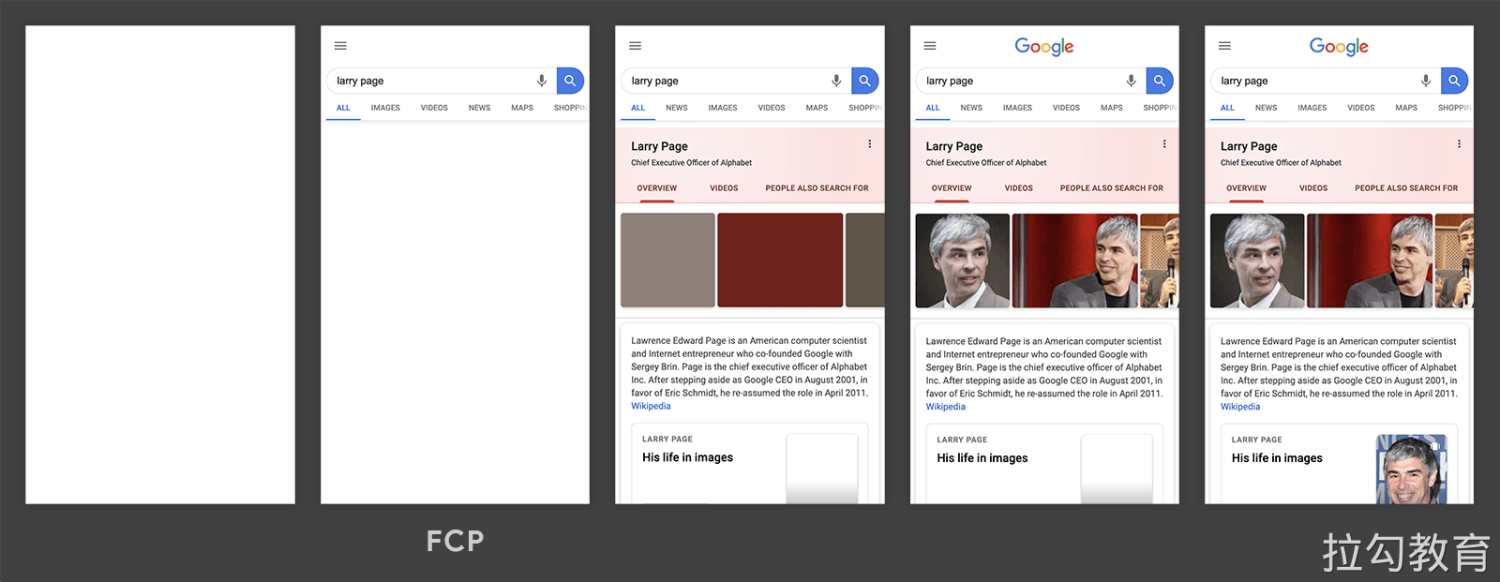 larry page
ALL IMAGES VIDEOS NEWS MAPS SHOPPIN
larry page
ALL NEWS IMAGES VIDEOS MAPS SHOPPIN
Larry Page
Chief Executive Officer of Alphabet
OVERVIEW VIDEOS PEOPLE ALSO SEARCH FOR
Lawrence Edward Page is an American computer scientist
and Internet entrepreneur who co-founded Google with
Sergey Brin. Page is the chief executive officer of Alphabet
Inc. After stepping aside as Google CEO in August 2001, in
favor of Eric Schmidt, he re-assumed the role in April 2011.
Wikipedia
LARRY PAGE
His life in images
Google
larry page
ALL NEWS IMAGES VIDEOS MAPS SHOPPIN
Larry Page
Chief Executive Officer of Alphabet
OVERVIEW VIDEOS PEOPLE ALSO SEARCH FOR
Lawrence Edward Page is an American computer scientist
and Internet entrepreneur who co-founded Google with
Sergey Brin. Page is the chief executive officer of Alphabet
Inc. After stepping aside as Google CEO in August 2001, in
favor of Eric Schmidt, he re-assumed the role in April 2011.
Wikipedia
LARRY PAGE
His life in images
Google
larry page
ALL NEWS IMAGES VIDEOS MAPS SHOPPIN
Larry Page
Chief Executive Officer of Alphabet
OVERVIEW VIDEOS PEOPLE ALSO SEARCH FOR
Lawrence Edward Page is an American computer scientist
and Internet entrepreneur who co-founded Google with
Sergey Brin. Page is the chief executive officer of Alphabet
Inc. After stepping aside as Google CEO in August 2001, in
favor of Eric Schmidt, he re-assumed the role in April 2011.
Wikipedia
LARRY PAGE
His life in images
FCP
拉勾教育